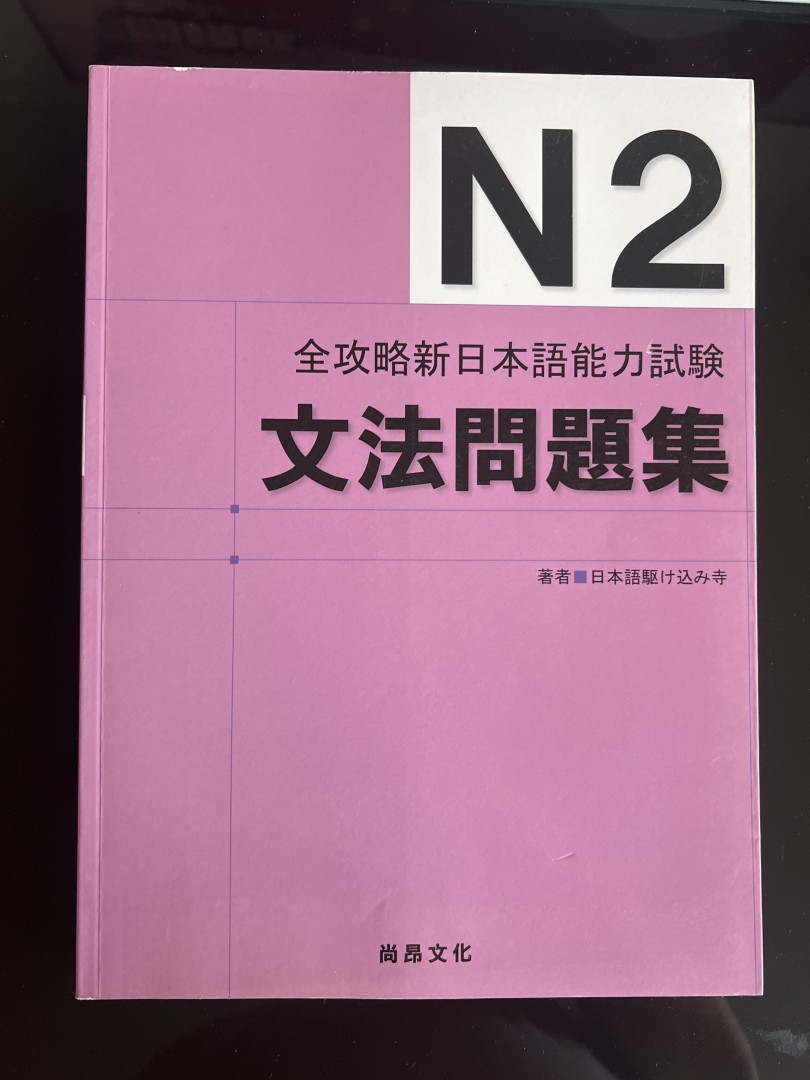 N2
全攻略新日本語能力試験
文法問題集
著者■日本語駆け込み寺
尚昂文化